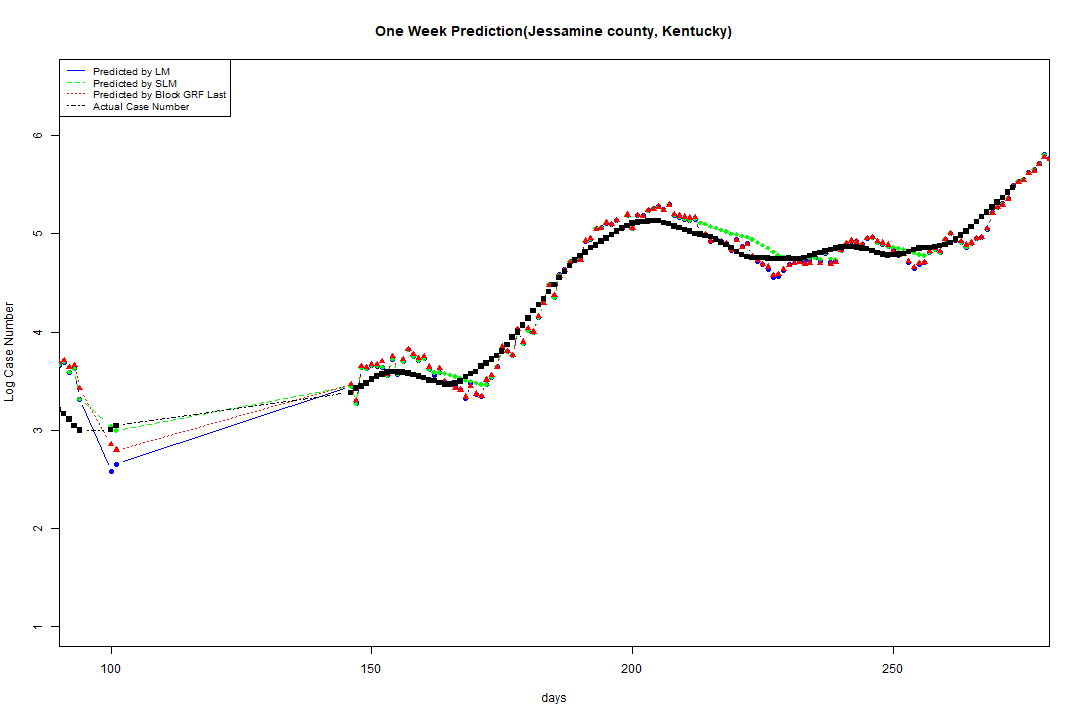 One Week Prediction(Jessamine county, Kentucky)
Predicted by LM
Predicted by SLM
Predicted by Block GRF Last
Actual Case Number
Log Case Number
6
5
4
3
2
1
100
150
200
250
days